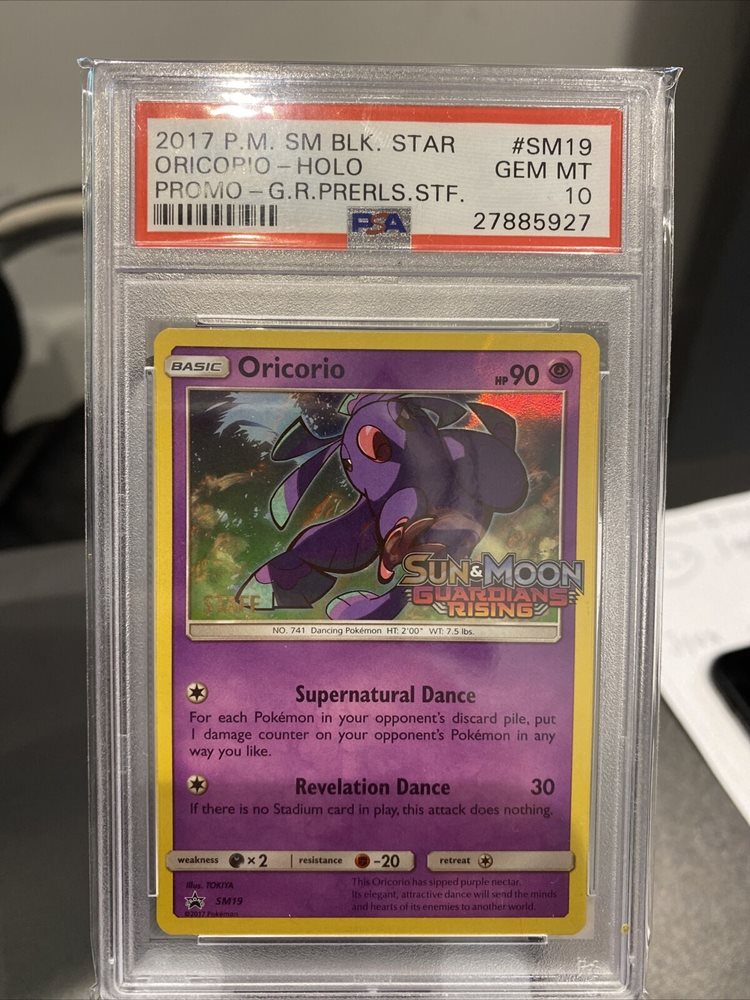 2017 P.M. SM BLK. STAR #SM19
ORICORIO - HOLO GEM MT
PROMO - G.R.PRERLS.STF. 10
PSA 27885927
BASIC Oricorio HP 90
SUN & MOON
GUARDIANS
RISING
STAFF
NO. 741 Dancing Pokémon HT: 2'00" WT: 7.5 lbs.
Supernatural Dance
For each Pokémon in your opponent's discard pile, put
1 damage counter on your opponent's Pokémon in any
way you like.
Revelation Dance 30
If there is no Stadium card in play, this attack does nothing.
weakness ×2 resistance -20 retreat
Illus. TOKIYA
SM19
©2017 Pokémon
This Oricorio has sipped purple nectar.
Its elegant, attractive dance will send the minds
and hearts of its enemies to another world.